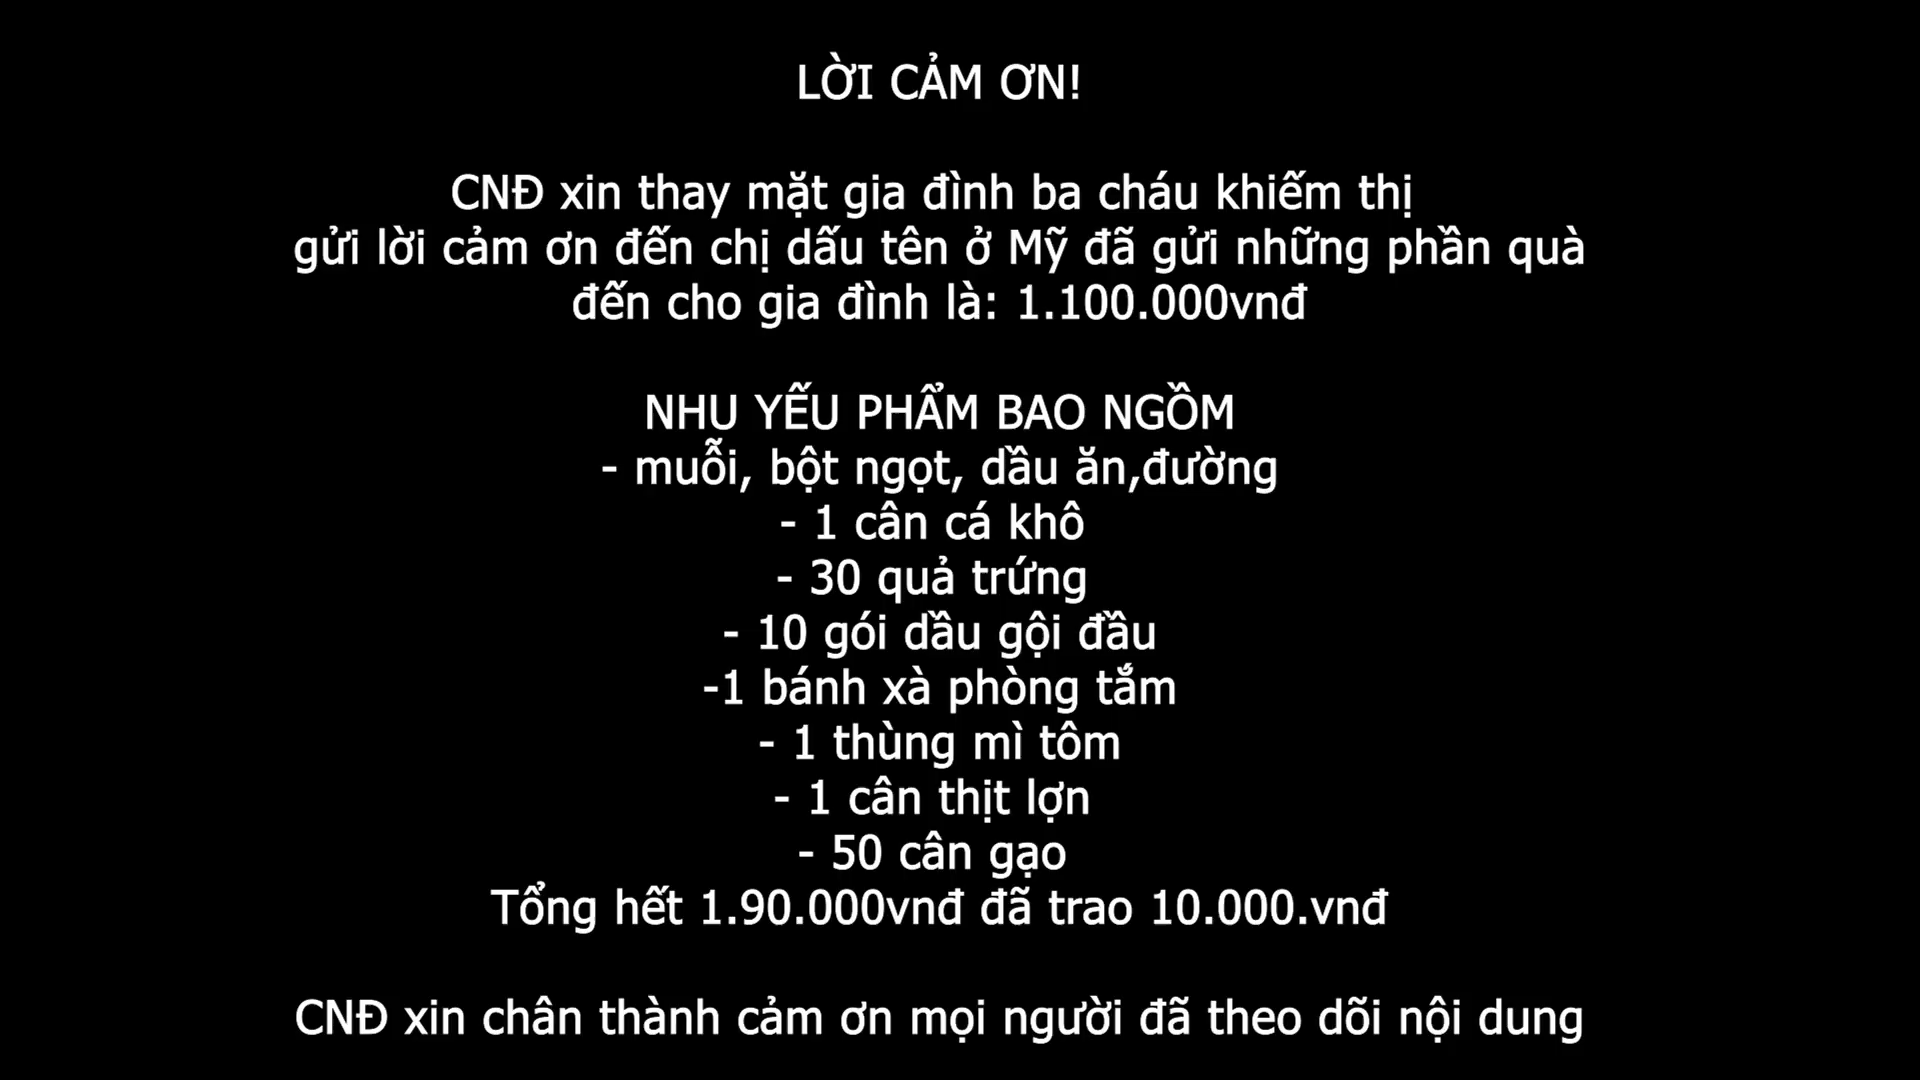 LỜI CẢM ƠN!
CNĐ xin thay mặt gia đình ba cháu khiếm thị
gửi lời cảm ơn đến chị dấu tên ở Mỹ đã gửi những phần quà
đến cho gia đình là: 1.100.000vnđ
NHU YẾU PHẨM BAO NGỒM
- muỗi, bột ngọt, dầu ăn,đường
- 1 cân cá khô
- 30 quả trứng
- 10 gói dầu gội đầu
-1 bánh xà phòng tắm
- 1 thùng mì tôm
- 1 cân thịt lợn
- 50 cân gạo
Tổng hết 1.90.000vnđ đã trao 10.000.vnđ
CNĐ xin chân thành cảm ơn mọi người đã theo dõi nội dung